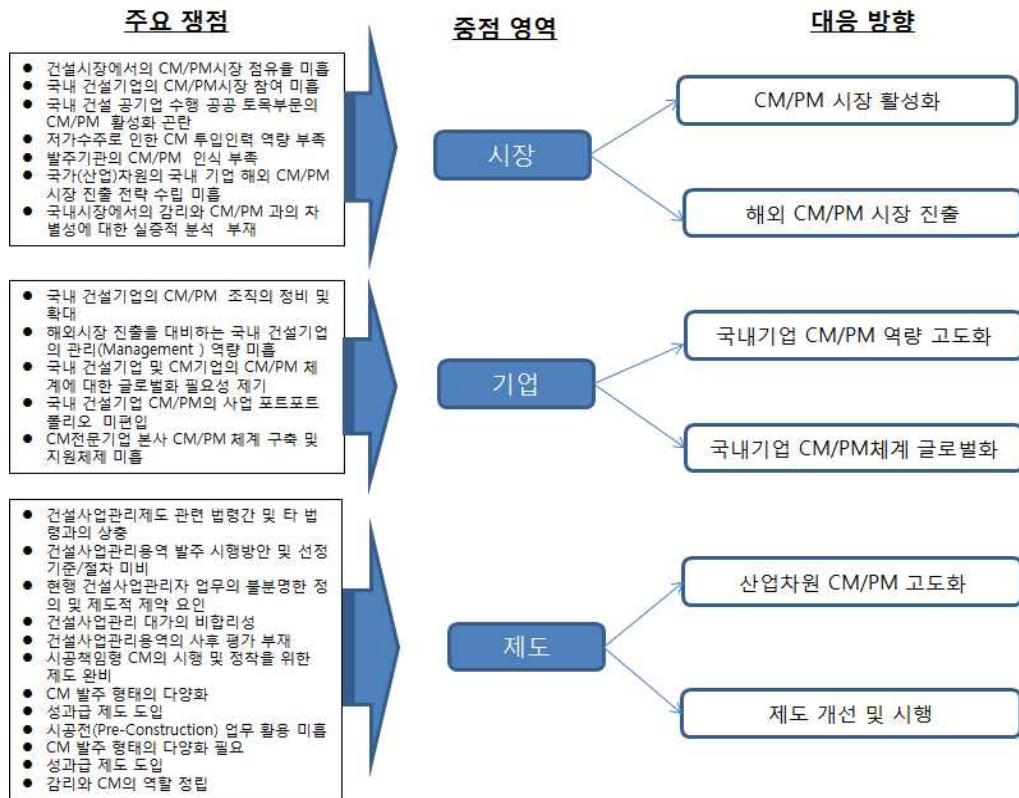 주요 쟁점
중점 영역
대응 방향
● 건설시장에서의 CM/PM시장 점유율 미흡
● 국내 건설기업의 CM/PM시장 참여 미흡
● 국내 건설 공기업 수행 공공 토목부문의
CM/PM 활성화 곤란
● 저가수주로 인한 CM 투입인력 역량 부족
● 발주기관의 CM/PM 인식 부족
● 국가(산업)차원의 국내 기업 해외 CM/PM
시장 진출 전략 수립 미흡
● 국내시장에서의 감리와 CM/PM 과의 차
별성에 대한 실증적 분석 부재
시장
CM/PM 시장 활성화
해외 CM/PM 시장 진출
● 국내 건설기업의 CM/PM 조직의 정비 및
확대
● 해외시장 진출을 대비하는 국내 건설기업
의 관리(Management ) 역량 미흡
● 국내 건설기업 및 CM기업의 CM/PM 체
계에 대한 글로벌화 필요성 제기
● 국내 건설기업 CM/PM의 사업 포트포트
폴리오 미편입
● CM전문기업 본사 CM/PM 체계 구축 및
지원체제 미흡
기업
국내기업 CM/PM 역량 고도화
국내기업 CM/PM체계 글로벌화
● 건설사업관리제도 관련 법령간 및 타 법
령과의 상충
● 건설사업관리용역 발주 시행방안 및 선정
기준/절차 미비
● 현행 건설사업관리자 업무의 불분명한 정
의 및 제도적 제약 요인
● 건설사업관리 대가의 비합리성
● 건설사업관리용역의 사후 평가 부재
● 시공책임형 CM의 시행 및 정착을 위한
제도 완비
● CM 발주 형태의 다양화
● 성과급 제도 도입
● 시공전(Pre-Construction) 업무 활용 미흡
● CM 발주 형태의 다양화 필요
● 성과급 제도 도입
● 감리와 CM의 역할 정립
제도
산업차원 CM/PM 고도화
제도 개선 및 시행